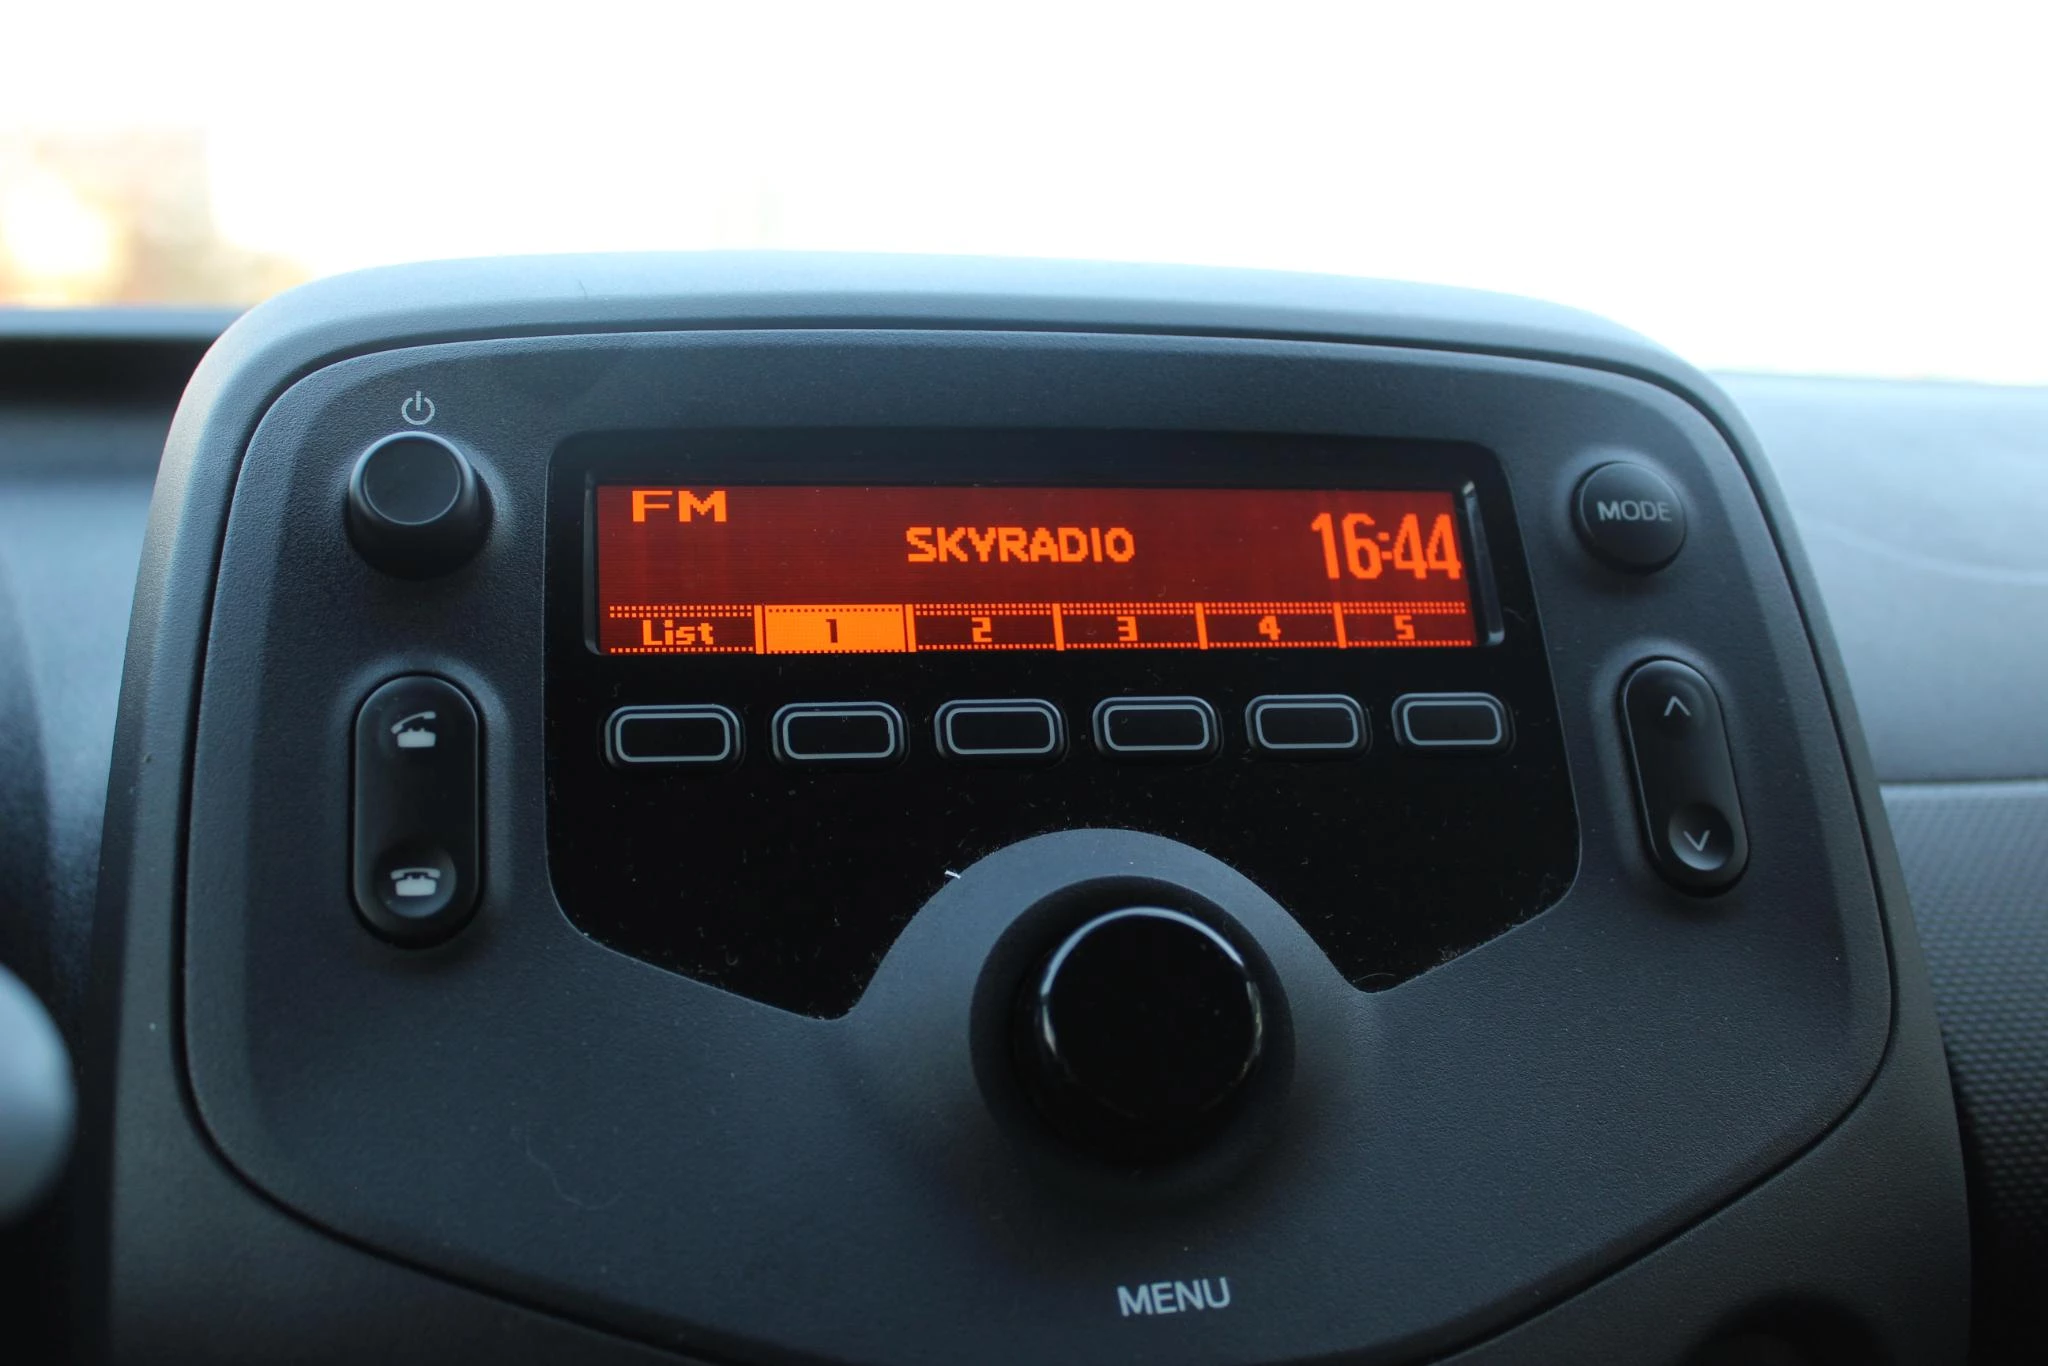 FM
SKYRADIO
16:44
MODE
List 1 2 3 4 5
MENU